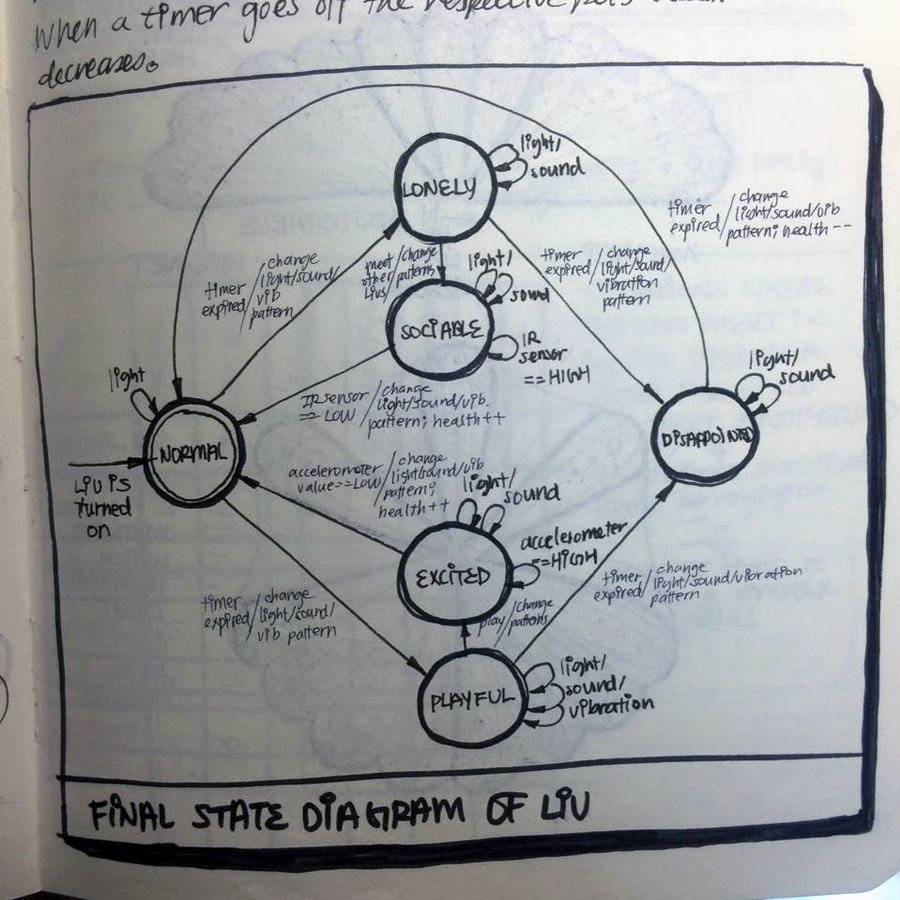 When a timer goes off the respective
decreases.
LONELY
light/
sound
timer
expired/
change
light/sound/vib
pattern; health --
timer
expired/
change
light/sound/
vib
pattern
meet
other
Livs/
change
patterns
light/
sound
timer
expired/
change
light/sound/
vibration
pattern
SOCIABLE
IR
sensor
==HIGH
light
IR sensor
== LOW
/change
light/sound/vib.
pattern; health++
light/
sound
NORMAL
DISAPPOINTED
LIV IS
turned
on
accelerometer
value==LOW
/change
light/sound/vib
pattern;
health++
light/
sound
EXCITED
accelerometer
==HIGH
timer
expired/
change
light/sound/vibration
pattern
timer
expired/
change
light/sound/
vib pattern
play/
change
patterns
PLAYFUL
light/
sound/
vibration
FINAL STATE DIAGRAM OF LIV